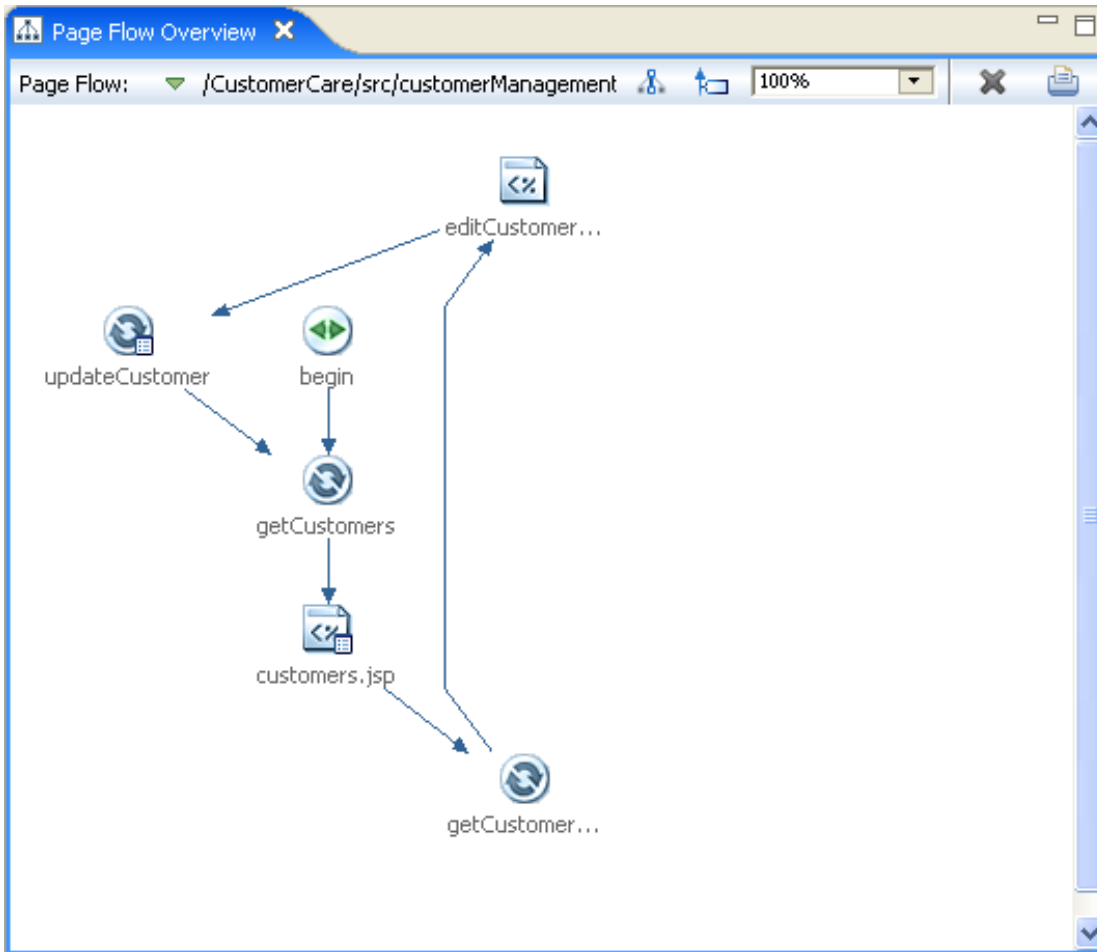 Page Flow Overview
Page Flow: /CustomerCare/src/customerManagement 100%
<%
editCustomer...
updateCustomer
begin
getCustomers
<%
customers.jsp
getCustomer...